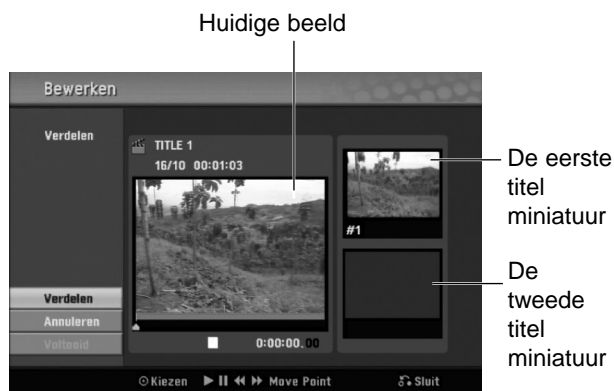 Huidige beeld
Bewerken
Verdelen
TITLE 1
16/10 00:01:03
#1
De eerste
titel
miniatuur
De
tweede
titel
miniatuur
Verdelen
Annuleren
Voltooid
0:00:00.00
Kiezen Move Point Sluit